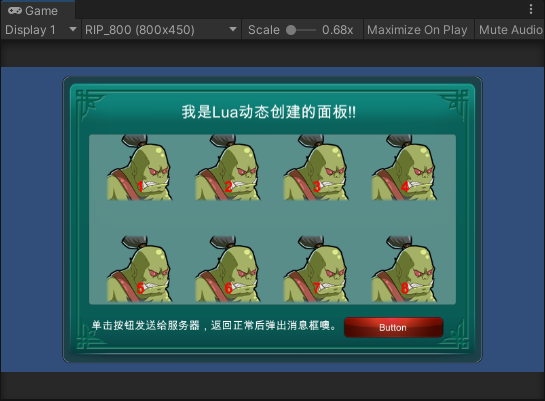 Game
Display 1 RIP_800 (800x450) Scale 0.68x Maximize On Play Mute Audio
我是Lua动态创建的面板!!
1 2 3 4
5 6 7 8
单击按钮发送给服务器，返回正常后弹出消息框噢。 Button